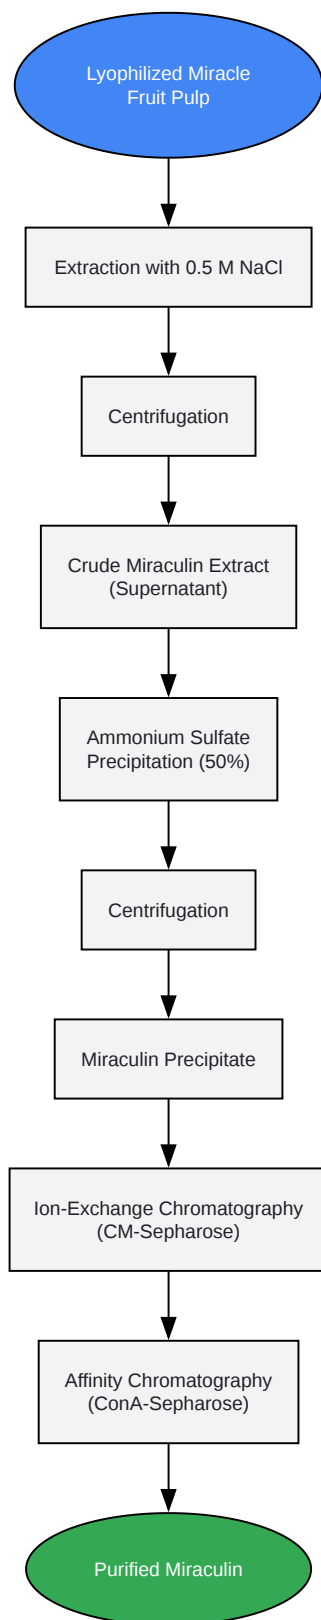 Lyophilized Miracle
Fruit Pulp
Extraction with 0.5 M NaCl
Centrifugation
Crude Miraculin Extract
(Supernatant)
Ammonium Sulfate
Precipitation (50%)
Centrifugation
Miraculin Precipitate
Ion-Exchange Chromatography
(CM-Sepharose)
Affinity Chromatography
(ConA-Sepharose)
Purified Miraculin